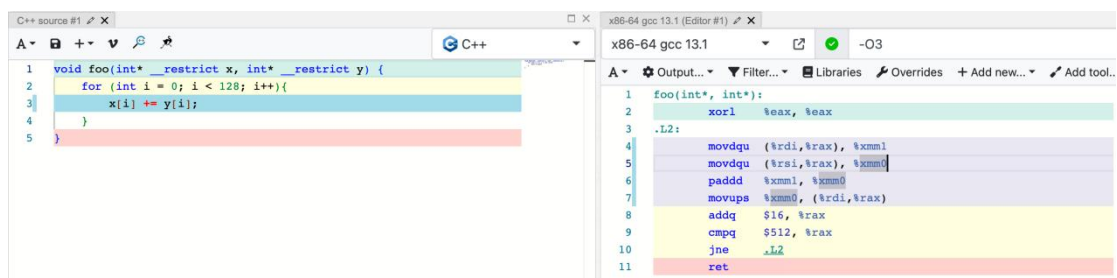 C++ source #1
x86-64 gcc 13.1 (Editor #1)
A
C++
x86-64 gcc 13.1
-O3
A Output... Filter... Libraries Overrides + Add new... Add tool...
1 void foo(int* __restrict x, int* __restrict y) {
2 for (int i = 0; i < 128; i++){
3 x[i] += y[i];
4 }
5 }
1 foo(int*, int*):
2 xorl %eax, %eax
3 .L2:
4 movdqu (%rdi,%rax), %xmm1
5 movdqu (%rsi,%rax), %xmm0
6 paddd %xmm1, %xmm0
7 movups %xmm0, (%rdi,%rax)
8 addq $16, %rax
9 cmpq $512, %rax
10 jne .L2
11 ret